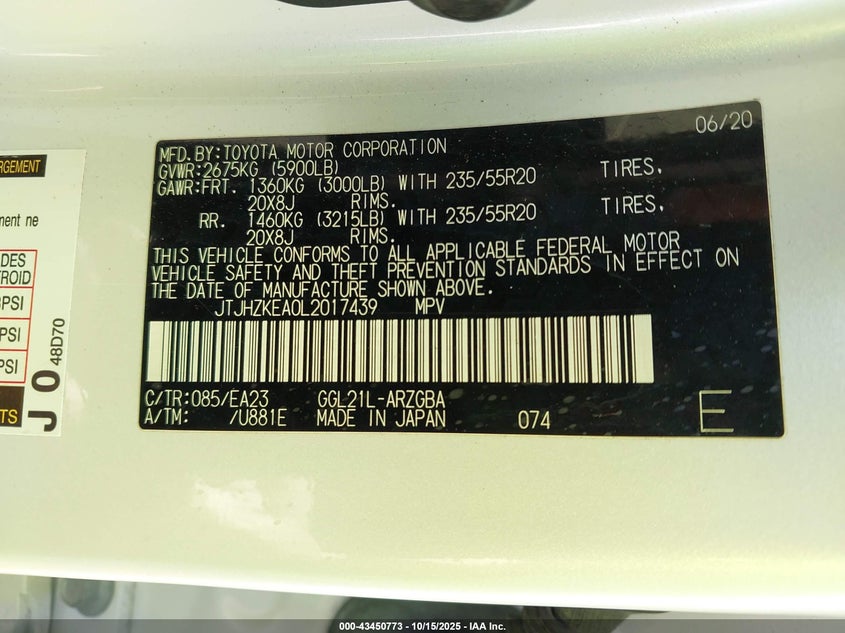 06/20
MFD.BY:TOYOTA MOTOR CORPORATION
GVWR:2675KG (5900LB)
GAWR:FRT. 1360KG (3000LB) WITH 235/55R20 TIRES.
20X8J RIMS.
RR. 1460KG (3215LB) WITH 235/55R20 TIRES.
20X8J RIMS.
THIS VEHICLE CONFORMS TO ALL APPLICABLE FEDERAL MOTOR
VEHICLE SAFETY AND THEFT PREVENTION STANDARDS IN EFFECT ON
THE DATE OF MANUFACTURE SHOWN ABOVE.
JTJHZKEA0L2017439 MPV
C/TR:085/EA23 GGL21L-ARZGBA
A/TM: /U881E MADE IN JAPAN 074 E
RGEMENT
ment ne
ADES
TROID
PSI
PSI
PSI
TS
J 0 48D70
000-43450773 - 10/15/2025 - IAA Inc.